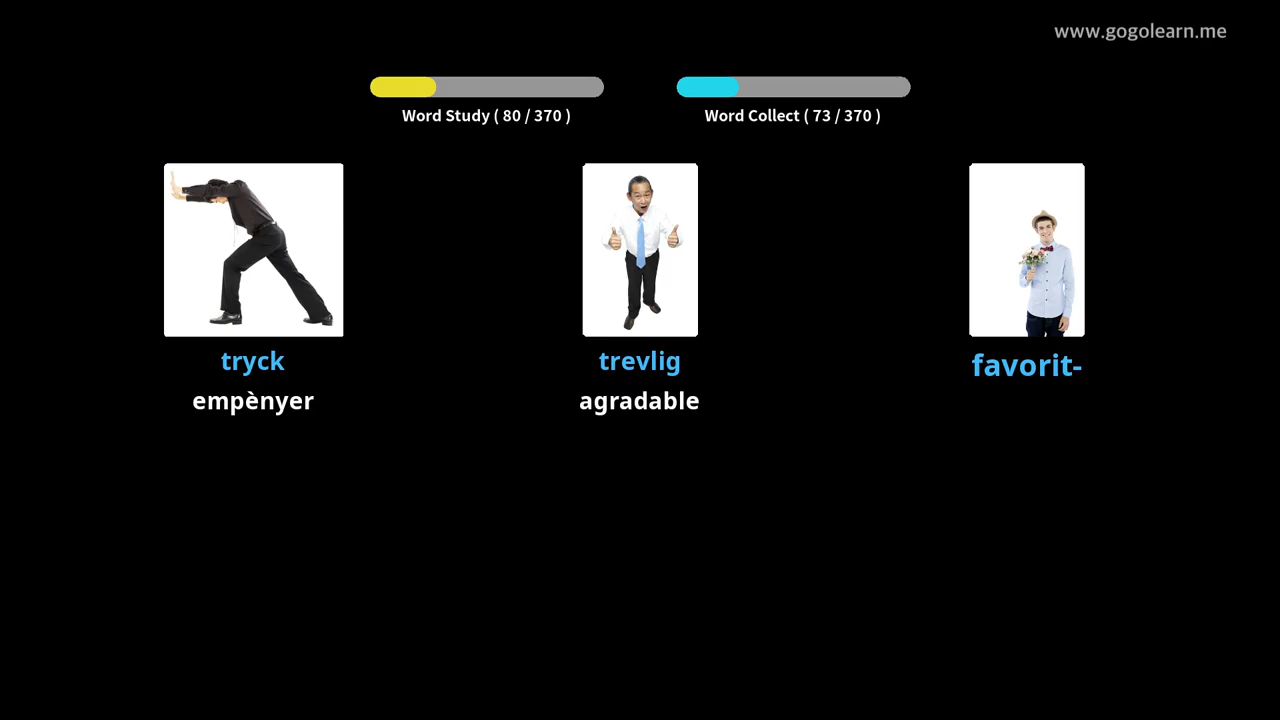 www.gogolearn.me
Word Study ( 80 / 370 )
Word Collect ( 73 / 370 )
tryck
empènyer
trevlig
agradable
favorit-